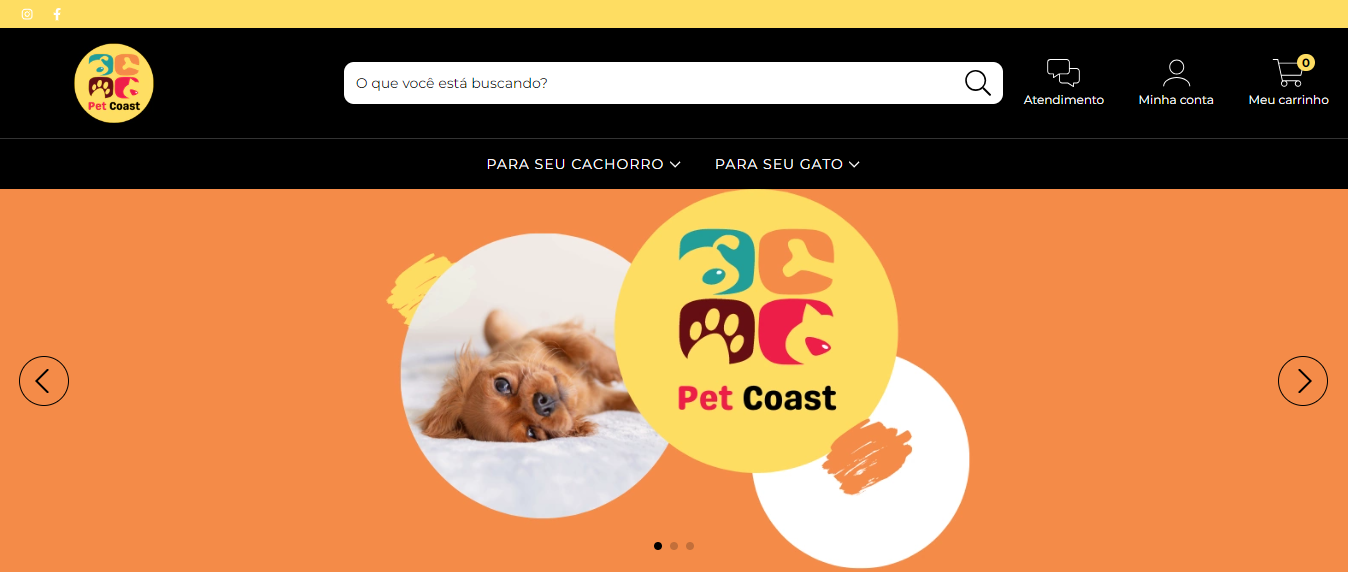 Pet Coast
O que você está buscando?
Atendimento
Minha conta
0
Meu carrinho
PARA SEU CACHORRO
PARA SEU GATO
Pet Coast